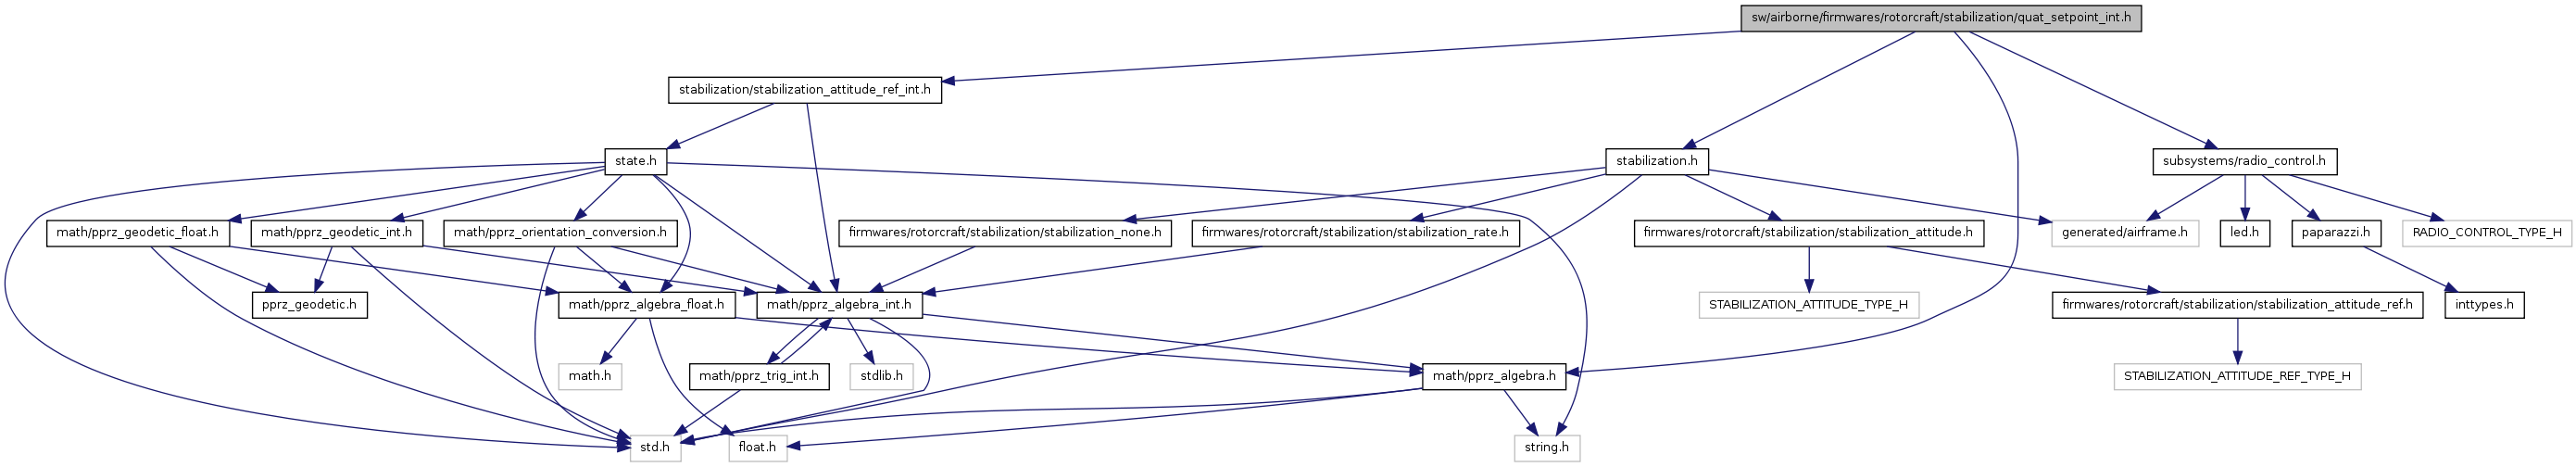 sw/airborne/firmwares/rotorcraft/stabilization/quat_setpoint_int.h
stabilization/stabilization_attitude_ref_int.h
state.h
stabilization.h
subsystems/radio_control.h
math/pprz_geodetic_float.h
math/pprz_geodetic_int.h
math/pprz_orientation_conversion.h
firmwares/rotorcraft/stabilization/stabilization_none.h
firmwares/rotorcraft/stabilization/stabilization_rate.h
firmwares/rotorcraft/stabilization/stabilization_attitude.h
generated/airframe.h
led.h
paparazzi.h
RADIO_CONTROL_TYPE_H
pprz_geodetic.h
math/pprz_algebra_float.h
math/pprz_algebra_int.h
STABILIZATION_ATTITUDE_TYPE_H
firmwares/rotorcraft/stabilization/stabilization_attitude_ref.h
inttypes.h
math.h
math/pprz_trig_int.h
stdlib.h
math/pprz_algebra.h
STABILIZATION_ATTITUDE_REF_TYPE_H
std.h
float.h
string.h